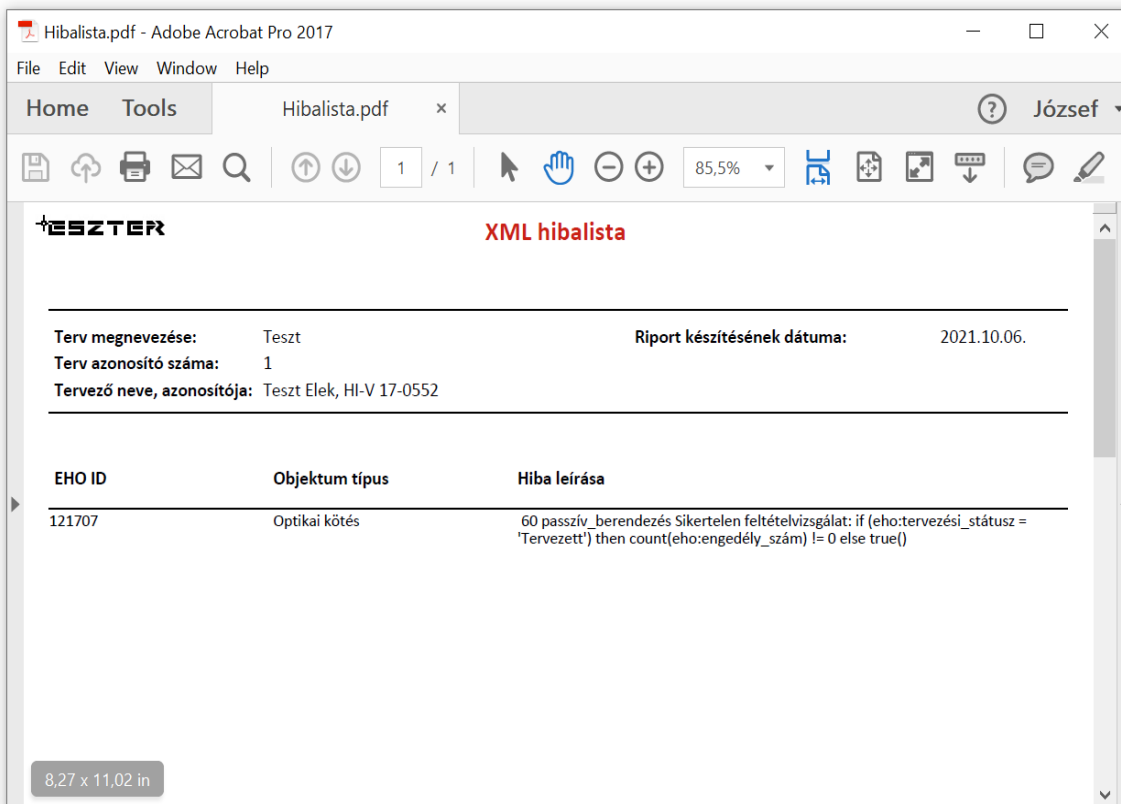 Hibalista.pdf - Adobe Acrobat Pro 2017
File Edit View Window Help
Home Tools Hibalista.pdf × ? József
1 / 1 85,5%
ESZTER
XML hibalista
Terv megnevezése: Teszt Riport készítésének dátuma: 2021.10.06.
Terv azonosító száma: 1
Tervező neve, azonosítója: Teszt Elek, HI-V 17-0552
EHO ID Objektum típus Hiba leírása
121707 Optikai kötés 60 passzív_berendezés Sikertelen feltételvizsgálat: if (eho:tervezési_státusz =
'Tervezett') then count(eho:engedély_szám) != 0 else true()
8,27 x 11,02 in